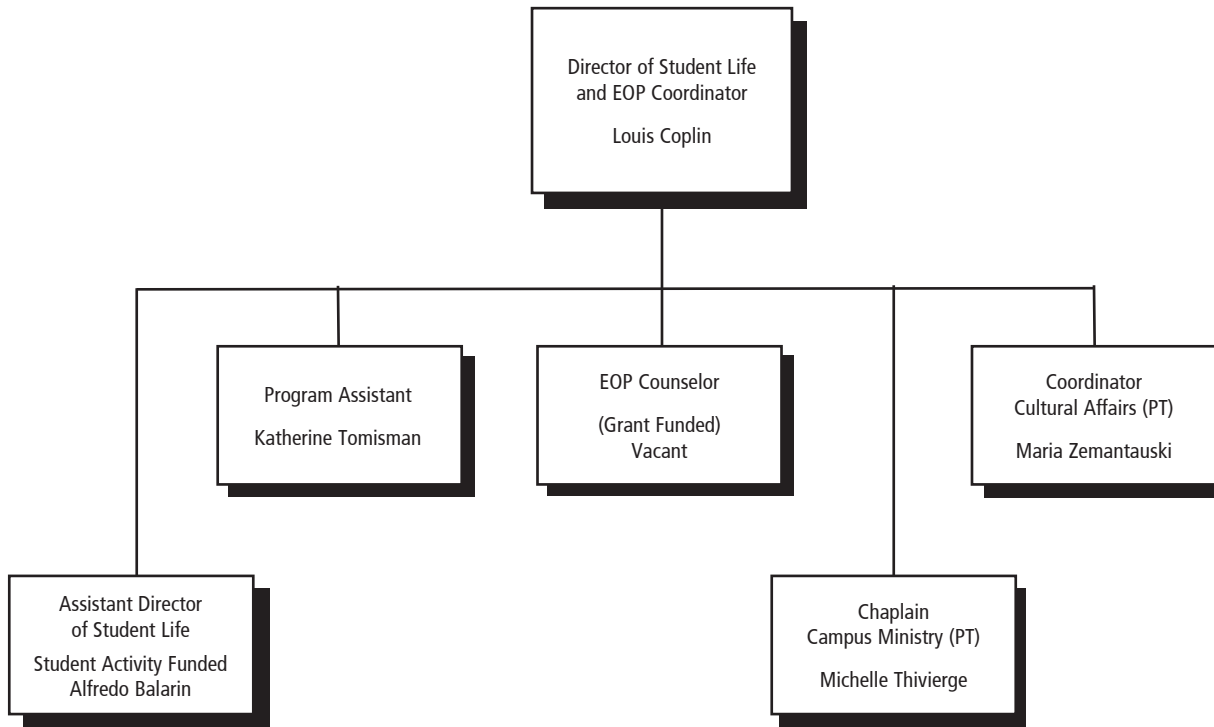 Director of Student Life
and EOP Coordinator
Louis Coplin
Program Assistant
Katherine Tomisman
EOP Counselor
(Grant Funded)
Vacant
Coordinator
Cultural Affairs (PT)
Maria Zemantauski
Assistant Director
of Student Life
Student Activity Funded
Alfredo Balarin
Chaplain
Campus Ministry (PT)
Michelle Thivierge